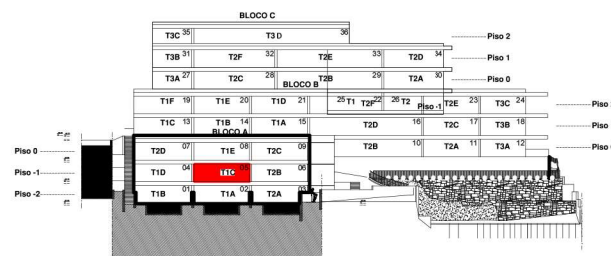 BLOCO C
T3C 35 T3D 36 Piso 2
T3B 31 T2F 32 T2E 33 T2D 34 Piso 1
T3A 27 T2C 28 T2B 29 T2A 30 Piso 0
BLOCO B
T1F 19 T1E 20 T1D 21 25 T1 T2F 22 26 T2 T2E 23 T3C 24 Piso
Piso -1
T1C 13 T1B 14 T1A 15 T2D 16 T2C 17 T3B 18 Piso
BLOCO A
Piso 0 T2D 07 T1E 08 T2C 09 T2B 10 T2A 11 T3A 12 Piso
Piso -1 T1D 04 T1C 05 T2B 06
Piso -2 T1B 01 T1A 02 T2A 03